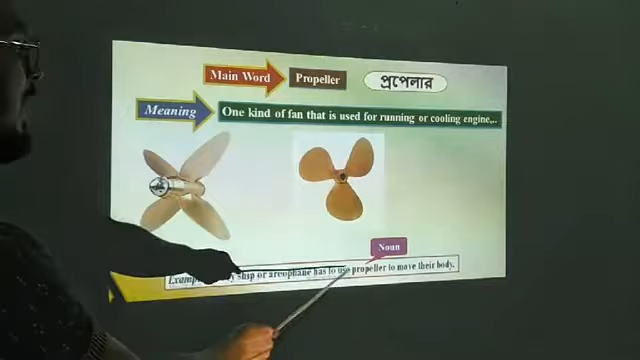 Main Word Propeller প্রপেলার
Meaning One kind of fan that is used for running or cooling engine,..
Noun
ship or areophane has to use propeller to move their body.